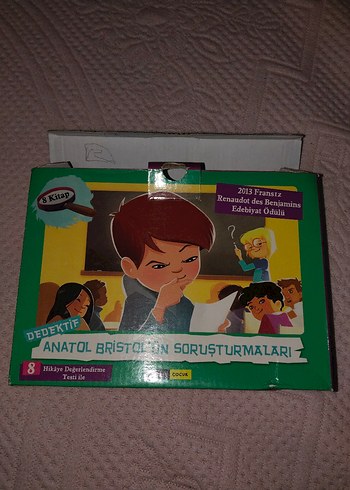 8 Kitap
2013 Fransız
Renaudot des Benjamins
Edebiyat Ödülü
DEDEKTİF
ANATOL BRİSTOL'ÜN SORUŞTURMALARI
8 Hikâye Değerlendirme
Testi ile
ÇOCUK